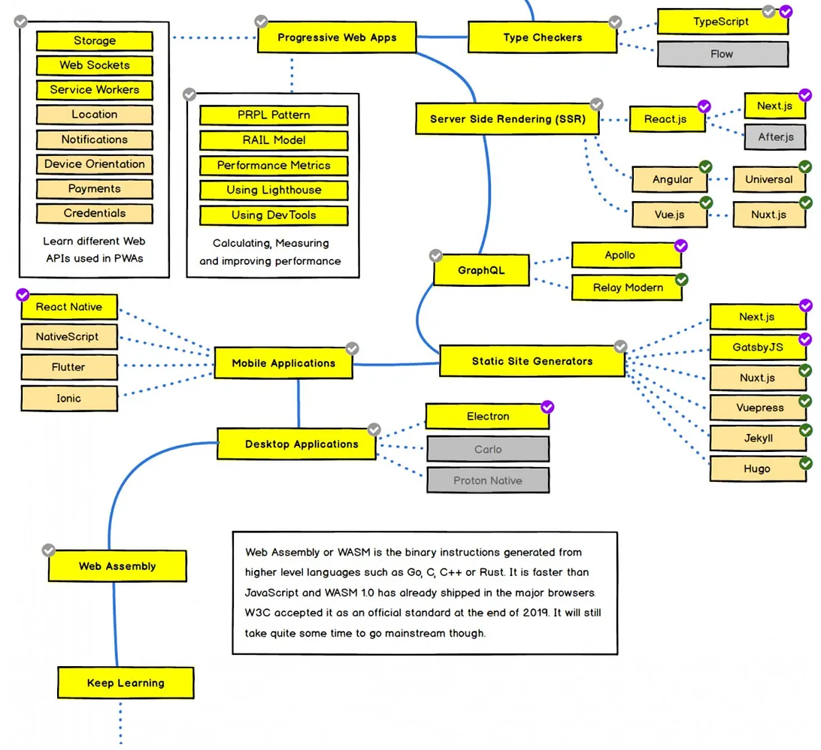 Progressive Web Apps
Type Checkers
TypeScript
Flow
Storage
Web Sockets
Service Workers
Location
Notifications
Device Orientation
Payments
Credentials
Learn different Web
APIs used in PWAs
PRPL Pattern
RAIL Model
Performance Metrics
Using Lighthouse
Using DevTools
Calculating, Measuring
and improving performance
Server Side Rendering (SSR)
React.js
Next.js
After.js
Angular
Universal
Vue.js
Nuxt.js
GraphQL
Apollo
Relay Modern
Static Site Generators
Next.js
GatsbyJS
Nuxt.js
Vuepress
Jekyll
Hugo
Mobile Applications
React Native
NativeScript
Flutter
Ionic
Desktop Applications
Electron
Carlo
Proton Native
Web Assembly
Web Assembly or WASM is the binary instructions generated from
higher level languages such as Go, C, C++ or Rust. It is faster than
JavaScript and WASM 1.0 has already shipped in the major browsers
W3C accepted it as an official standard at the end of 2019. It will still
take quite some time to go mainstream though.
Keep Learning